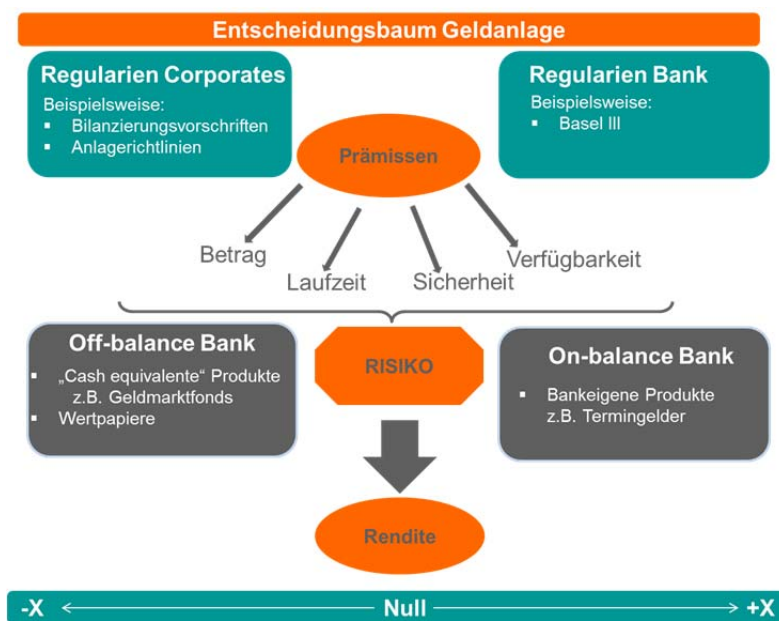 Entscheidungsbaum Geldanlage
Regularien Corporates
Beispielsweise:
▪ Bilanzierungsvorschriften
▪ Anlagerichtlinien
Regularien Bank
Beispielsweise:
▪ Basel III
Prämissen
Betrag
Laufzeit
Sicherheit
Verfügbarkeit
Off-balance Bank
▪ „Cash equivalente“ Produkte
z.B. Geldmarktfonds
▪ Wertpapiere
RISIKO
On-balance Bank
▪ Bankeigene Produkte
z.B. Termingelder
Rendite
-X Null +X